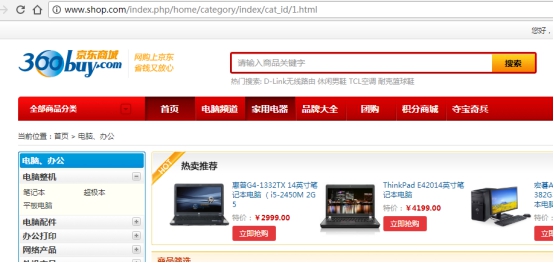 www.shop.com/index.php/home/category/index/cat_id/1.html
您好，
360buy.com 京东商城
网购上京东
省钱又放心
请输入商品关键字 搜索
热门搜索: D-Link无线路由 休闲男鞋 TCL空调 耐克篮球鞋
全部商品分类 首页 电脑频道 家用电器 品牌大全 团购 积分商城 夺宝奇兵
当前位置：首页 > 电脑、办公
电脑、办公
电脑整机
笔记本 超极本
平板电脑
电脑配件
办公打印
网络产品
HOT 热卖推荐
惠普G4-1332TX 14英寸笔
记本电脑 （i5-2450M 2G
5
特价：￥2999.00
立即抢购
ThinkPad E42014英寸笔
记本电脑
特价：￥4199.00
立即抢购
382G
本电脑
特价：
立即
商品筛选